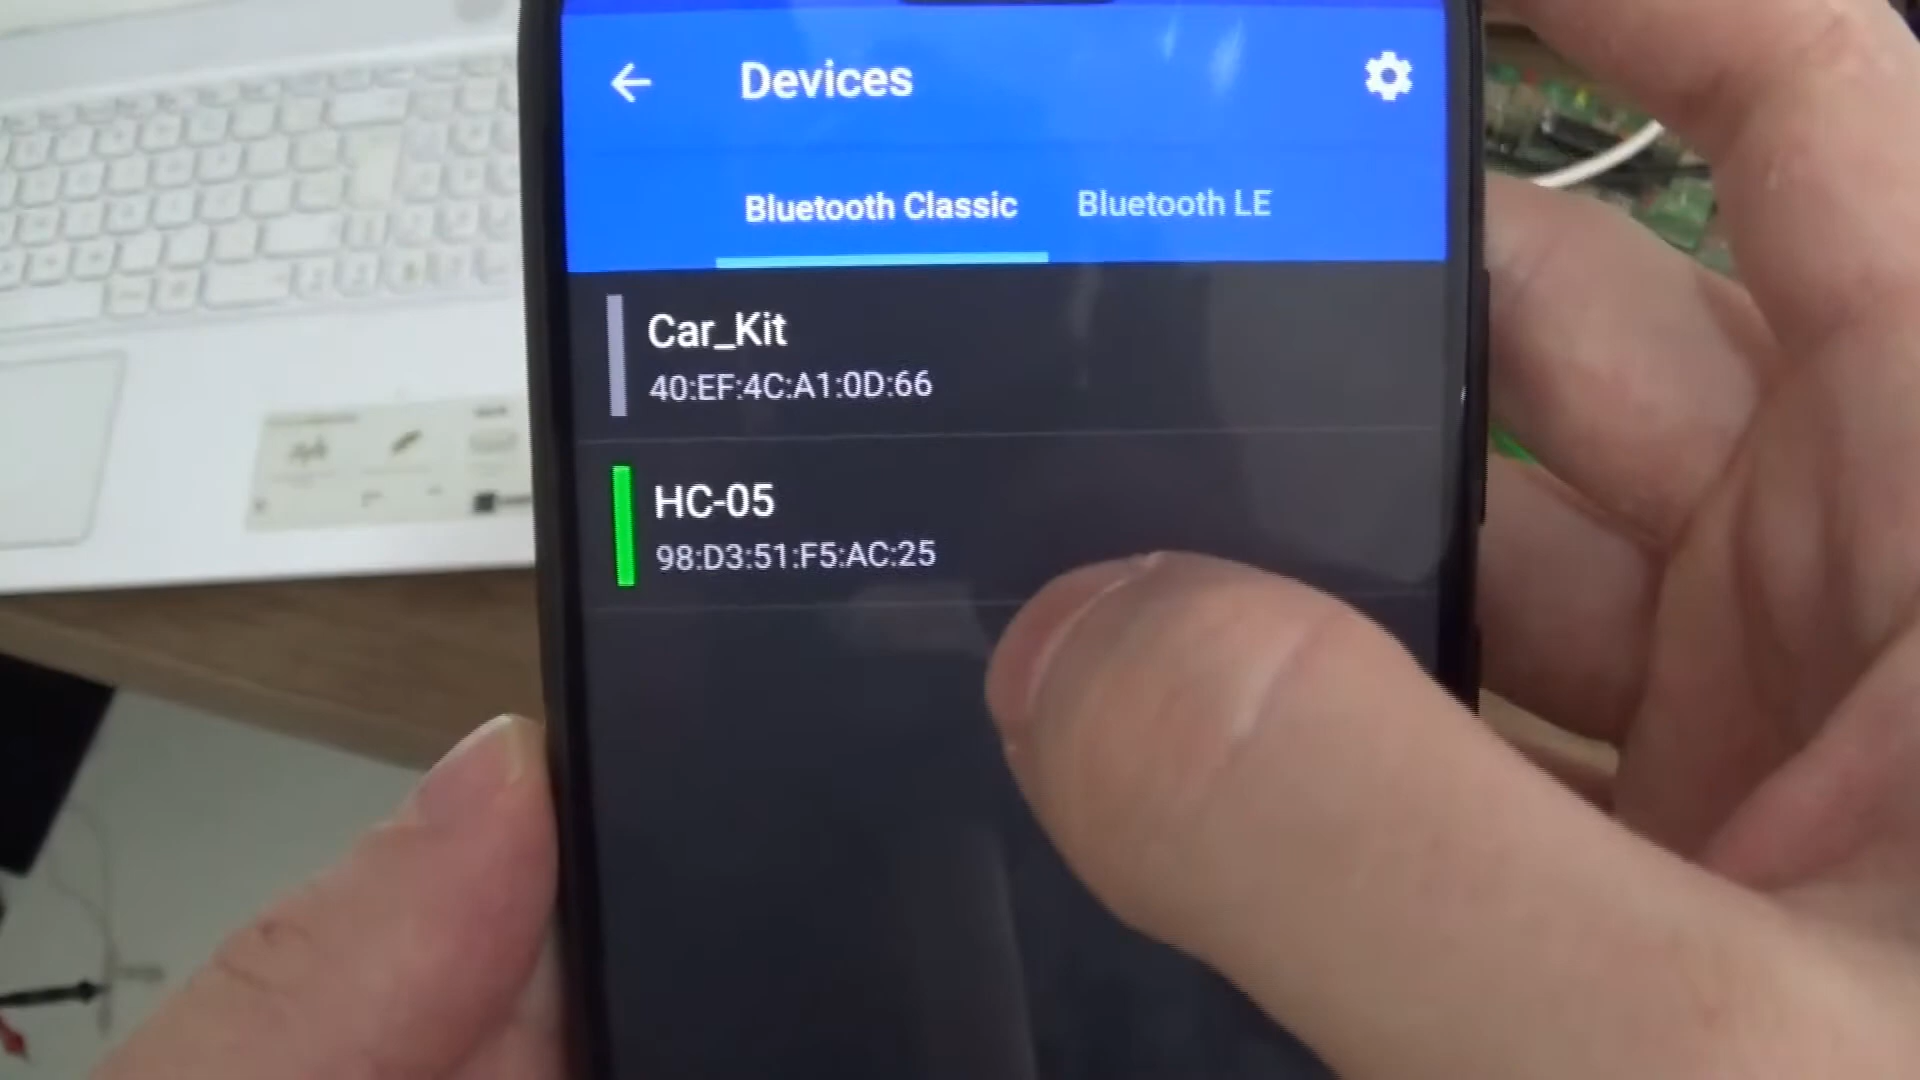 Devices
Bluetooth Classic
Bluetooth LE
Car_Kit
40:EF:4C:A1:0D:66
HC-05
98:D3:51:F5:AC:25